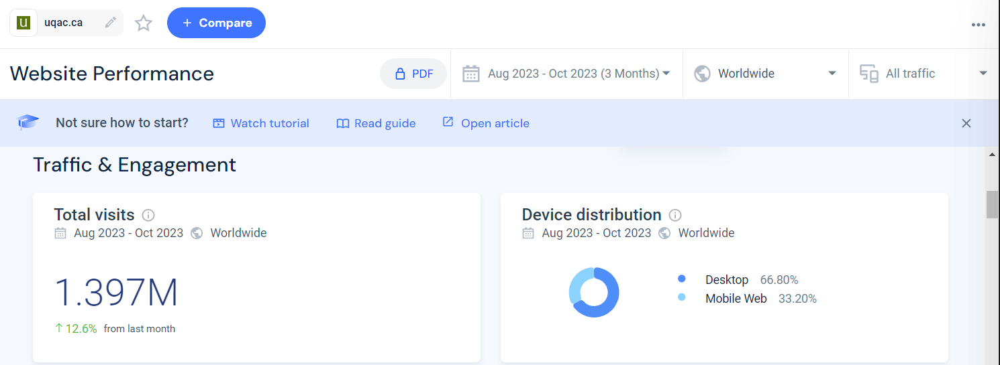 u uqac.ca + Compare
Website Performance PDF Aug 2023 - Oct 2023 (3 Months) Worldwide All traffic
Not sure how to start? Watch tutorial Read guide Open article
Traffic & Engagement
Total visits
Aug 2023 - Oct 2023 Worldwide
1.397M
↑ 12.6% from last month
Device distribution
Aug 2023 - Oct 2023 Worldwide
Desktop 66.80%
Mobile Web 33.20%